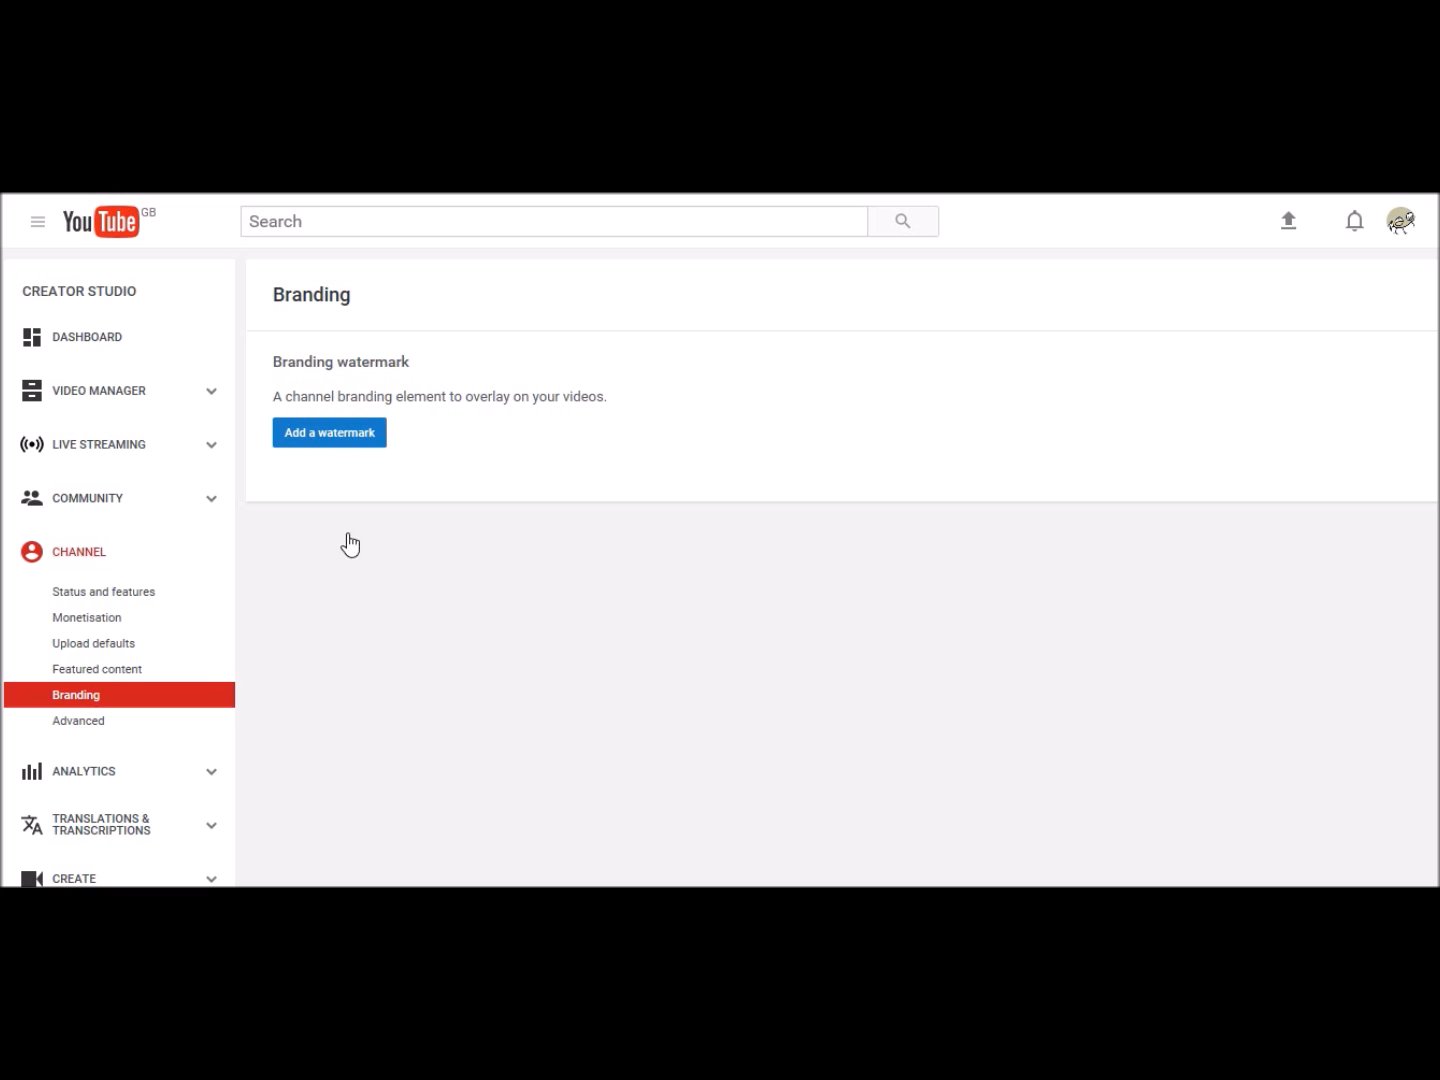 YouTube GB
Search
CREATOR STUDIO
DASHBOARD
VIDEO MANAGER
LIVE STREAMING
COMMUNITY
CHANNEL
Status and features
Monetisation
Upload defaults
Featured content
Branding
Advanced
ANALYTICS
TRANSLATIONS &
TRANSCRIPTIONS
CREATE
Branding
Branding watermark
A channel branding element to overlay on your videos.
Add a watermark